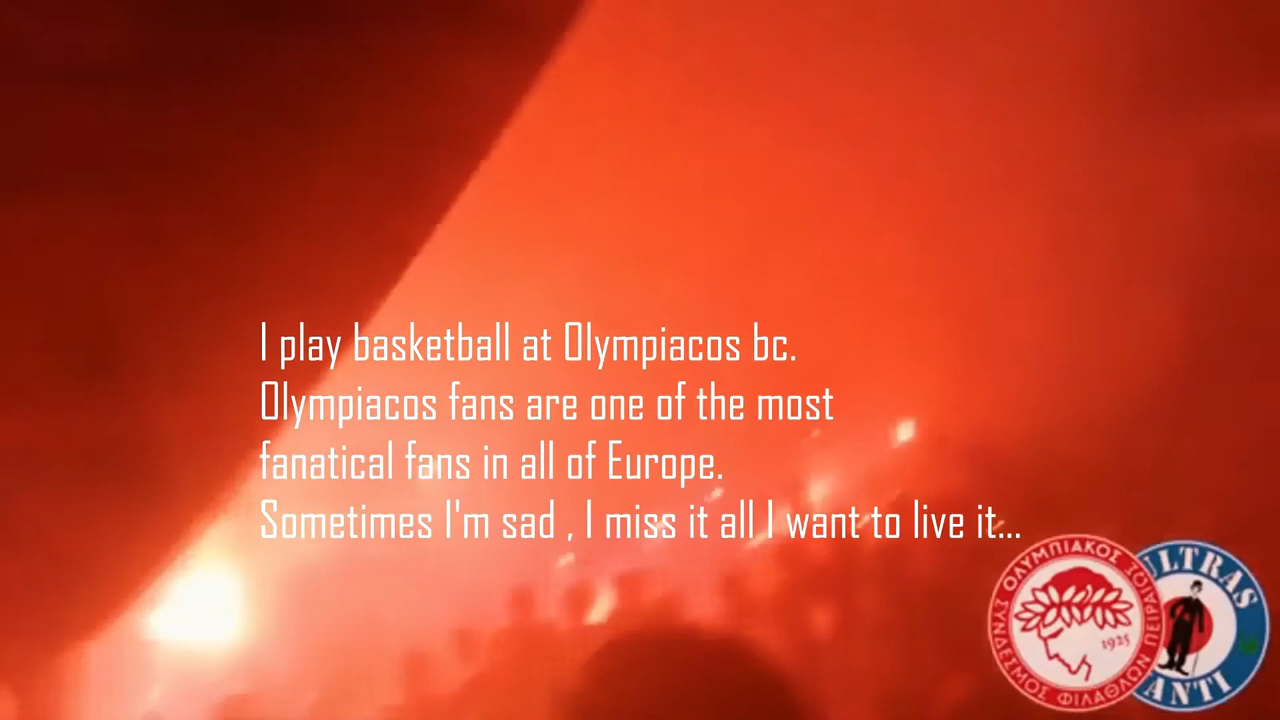 I play basketball at Olympiacos bc.
Olympiacos fans are one of the most
fanatical fans in all of Europe.
Sometimes I'm sad , I miss it all I want to live it...
ΣΥΝΔΕΣΜΟΣ ΦΙΛΑΘΛΩΝ ΠΕΙΡΑΙΩΣ ΟΛΥΜΠΙΑΚΟΣ
1925
ULTRAS
ANTI